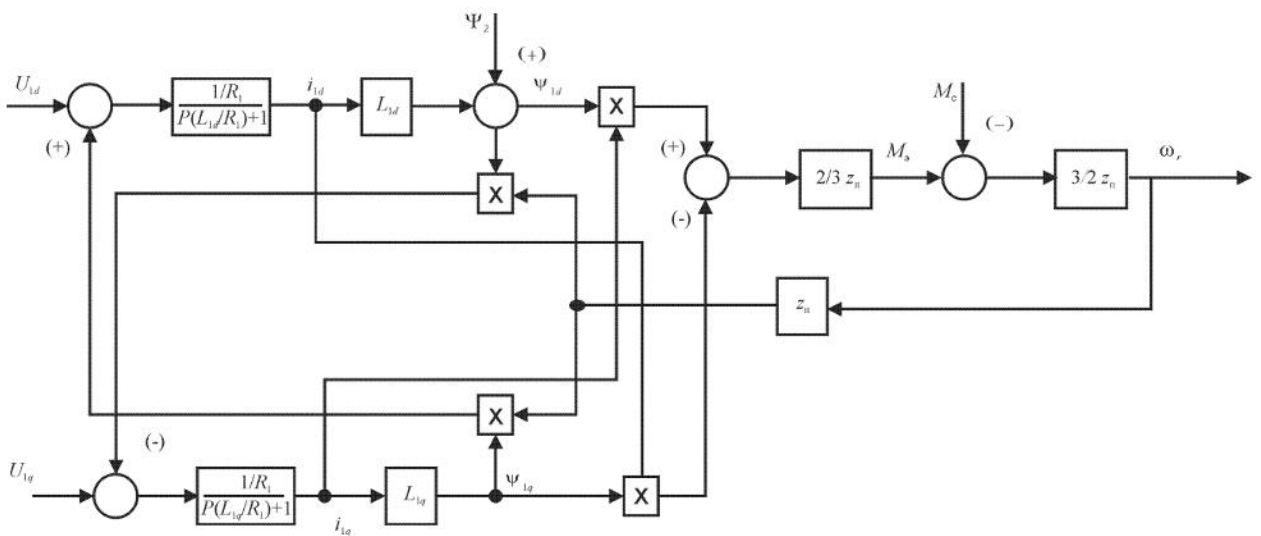 Ψ₂
(+)
U₁d
1/R₁
P(L₁d/R₁)+1
i₁d
L₁d
Ψ₁d
X
Mс
(–)
(+)
(+)
2/3 zп
Mэ
3/2 zп
ωr
X
(-)
zп
X
(-)
U₁q
1/R₁
P(L₁q/R₁)+1
i₁q
L₁q
Ψ₁q
X